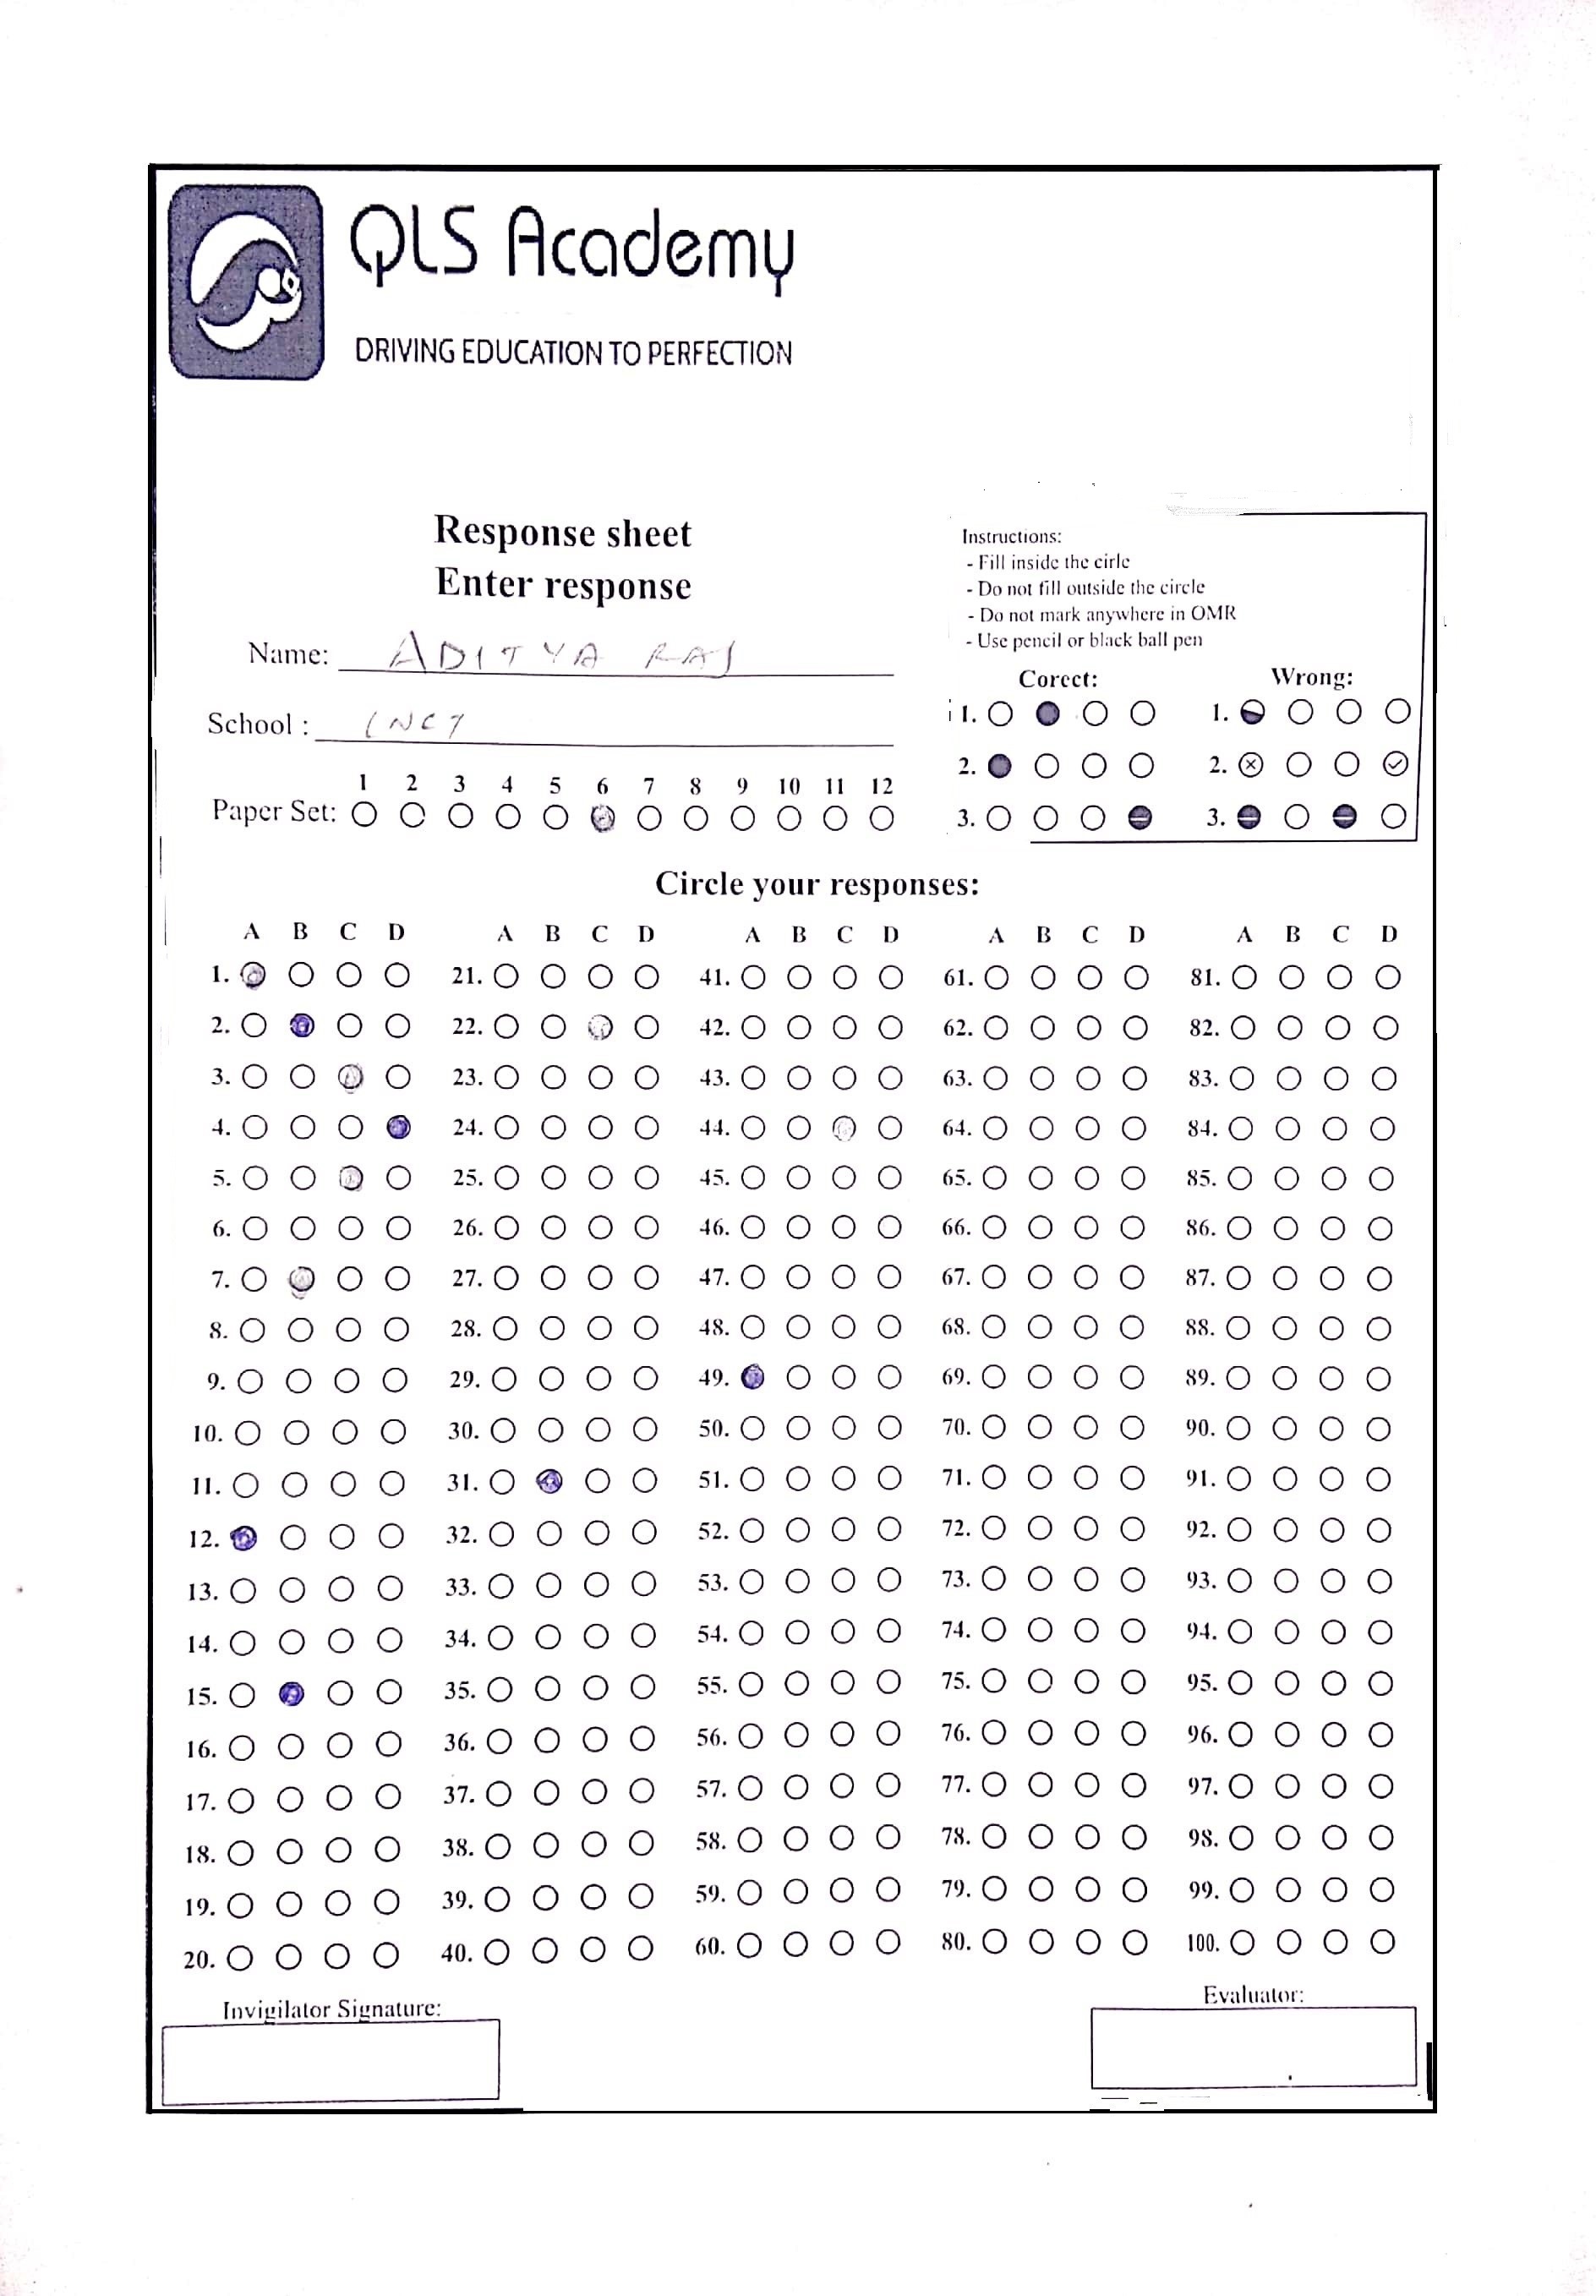 QLS Academy
DRIVING EDUCATION TO PERFECTION
Response sheet
Enter response
Name: ADITYA RAJ
School : LNCT
1 2 3 4 5 6 7 8 9 10 11 12
Paper Set:
Instructions:
- Fill inside the cirle
- Do not fill outside the circle
- Do not mark anywhere in OMR
- Use pencil or black ball pen
Corect: Wrong:
1. 1.
2. 2.
3. 3.
Circle your responses:
A B C D A B C D A B C D A B C D A B C D
1. 21. 41. 61. 81.
2. 22. 42. 62. 82.
3. 23. 43. 63. 83.
4. 24. 44. 64. 84.
5. 25. 45. 65. 85.
6. 26. 46. 66. 86.
7. 27. 47. 67. 87.
8. 28. 48. 68. 88.
9. 29. 49. 69. 89.
10. 30. 50. 70. 90.
11. 31. 51. 71. 91.
12. 32. 52. 72. 92.
13. 33. 53. 73. 93.
14. 34. 54. 74. 94.
15. 35. 55. 75. 95.
16. 36. 56. 76. 96.
17. 37. 57. 77. 97.
18. 38. 58. 78. 98.
19. 39. 59. 79. 99.
20. 40. 60. 80. 100.
Invigilator Signature: Evaluator: